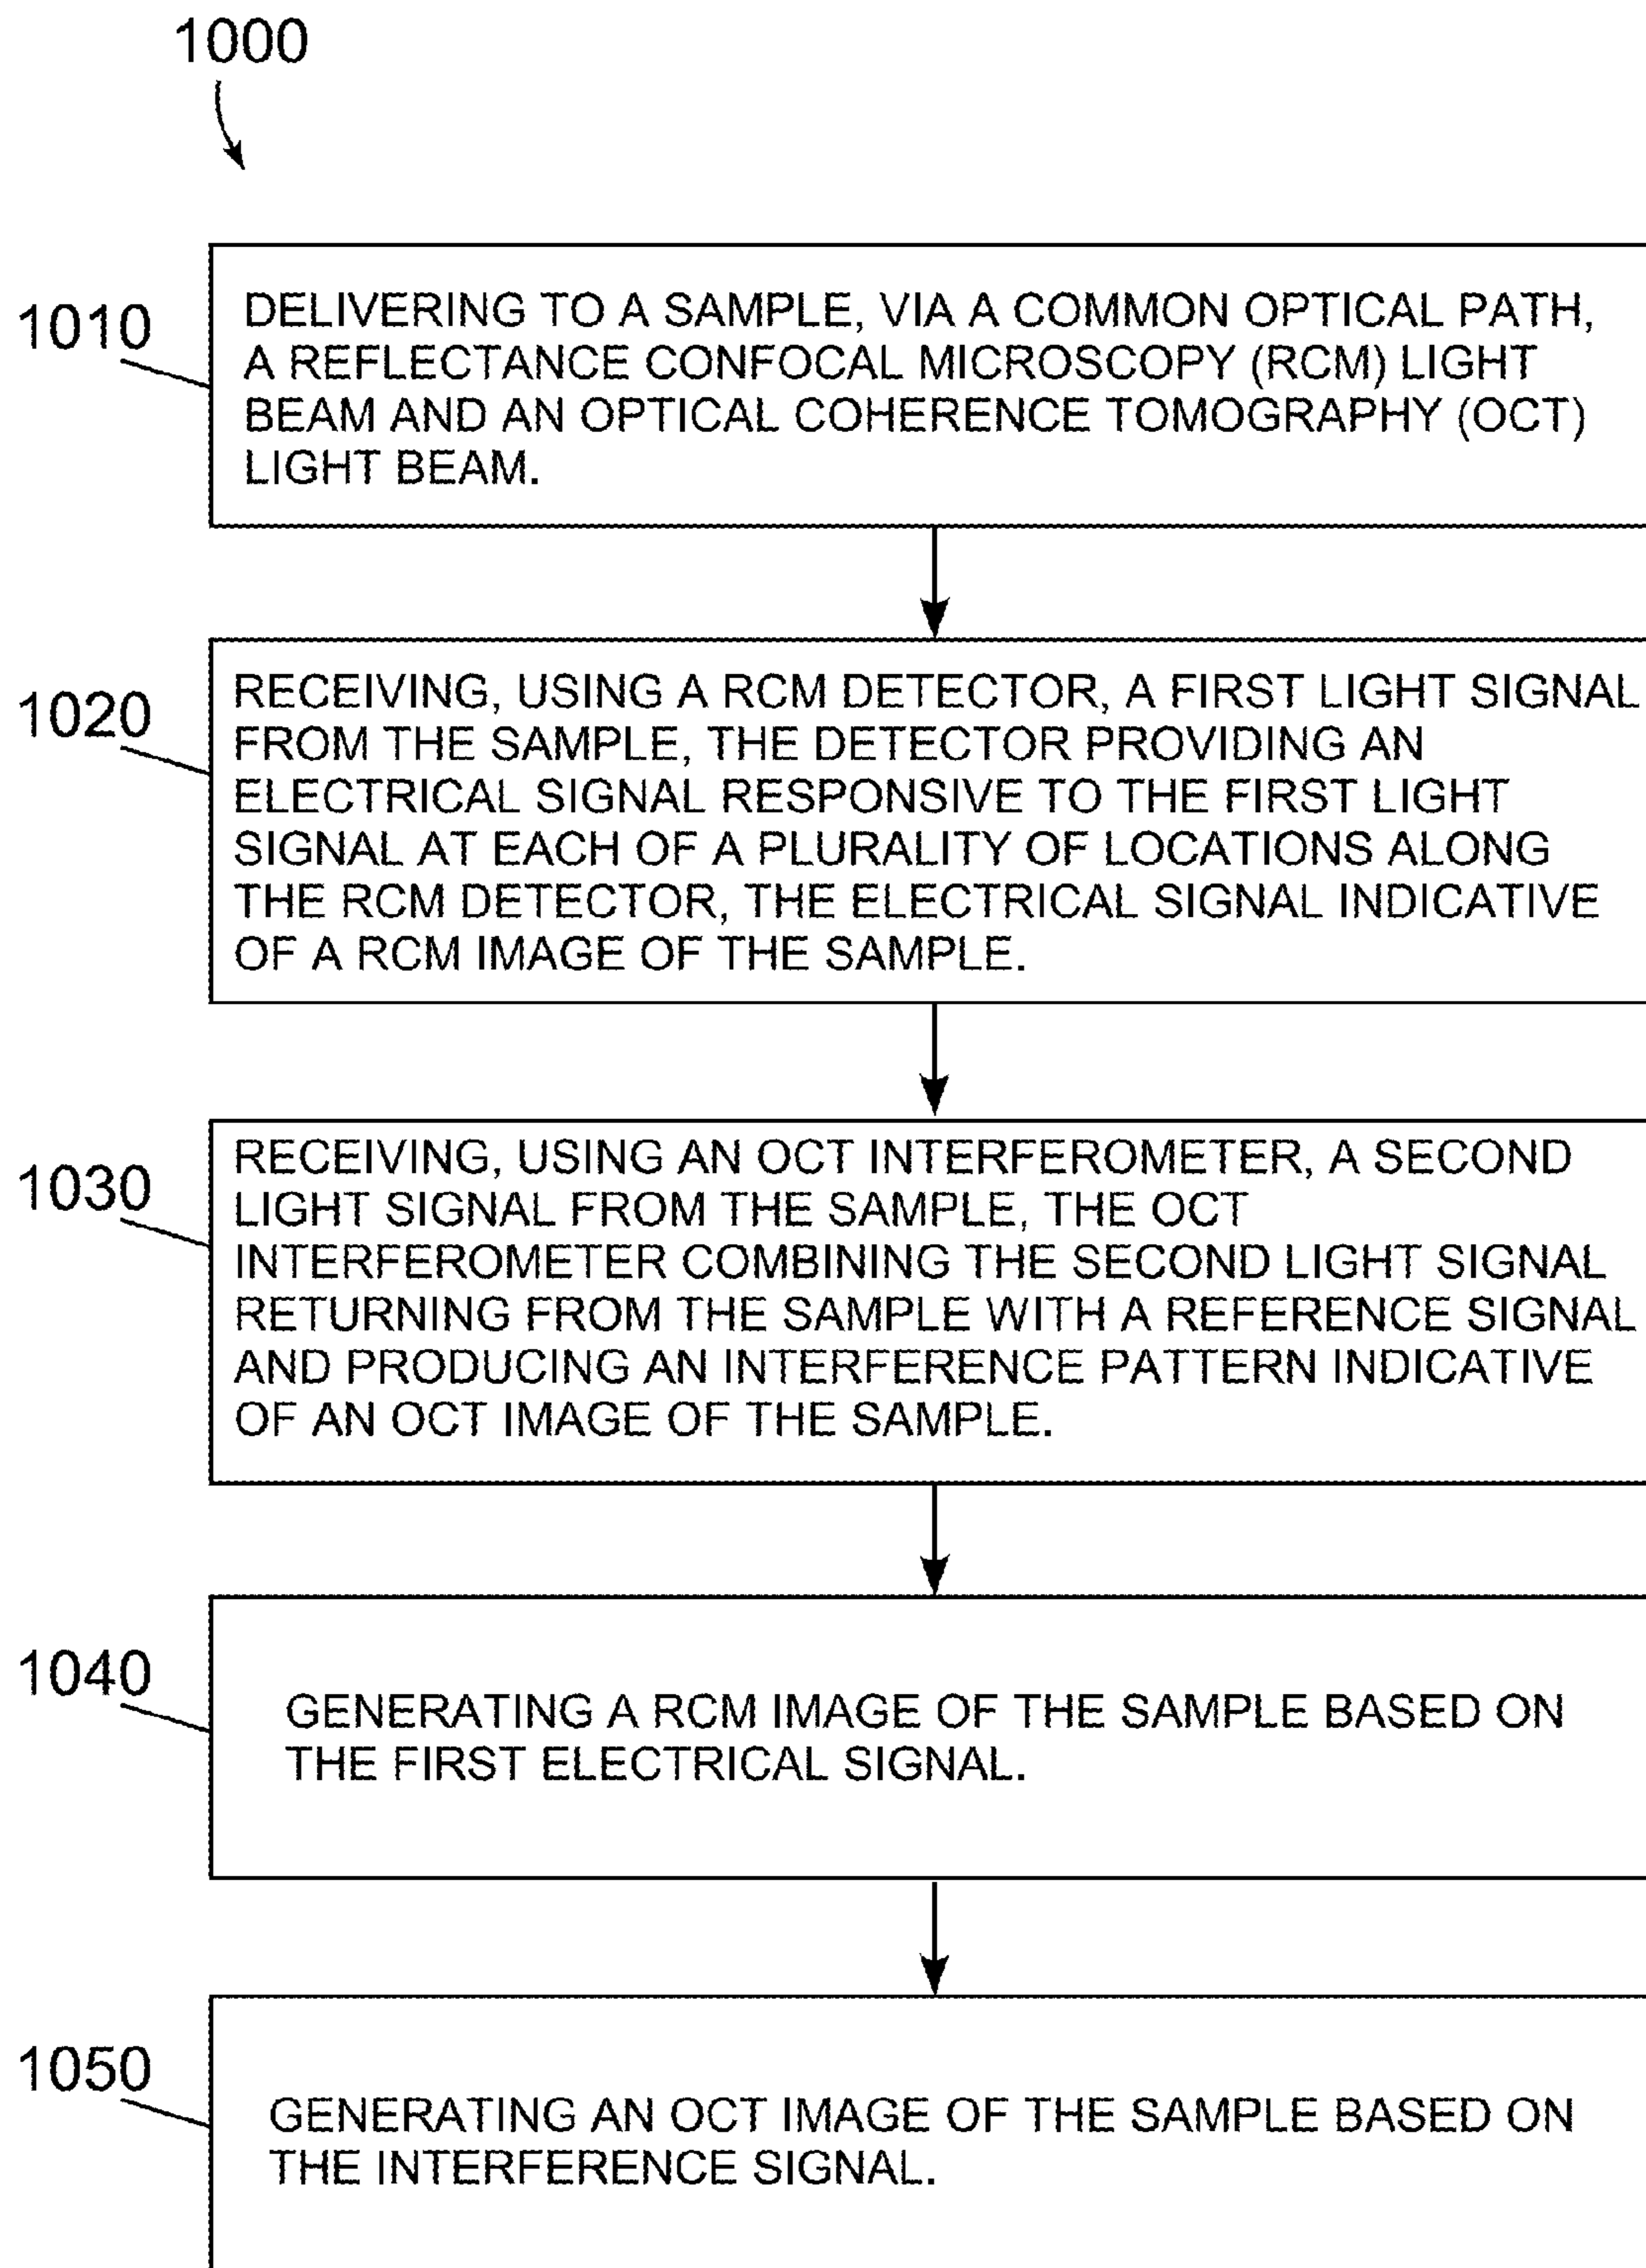 1000
1010
DELIVERING TO A SAMPLE, VIA A COMMON OPTICAL PATH,
A REFLECTANCE CONFOCAL MICROSCOPY (RCM) LIGHT
BEAM AND AN OPTICAL COHERENCE TOMOGRAPHY (OCT)
LIGHT BEAM.
1020
RECEIVING, USING A RCM DETECTOR, A FIRST LIGHT SIGNAL
FROM THE SAMPLE, THE DETECTOR PROVIDING AN
ELECTRICAL SIGNAL RESPONSIVE TO THE FIRST LIGHT
SIGNAL AT EACH OF A PLURALITY OF LOCATIONS ALONG
THE RCM DETECTOR, THE ELECTRICAL SIGNAL INDICATIVE
OF A RCM IMAGE OF THE SAMPLE.
1030
RECEIVING, USING AN OCT INTERFEROMETER, A SECOND
LIGHT SIGNAL FROM THE SAMPLE, THE OCT
INTERFEROMETER COMBINING THE SECOND LIGHT SIGNAL
RETURNING FROM THE SAMPLE WITH A REFERENCE SIGNAL
AND PRODUCING AN INTERFERENCE PATTERN INDICATIVE
OF AN OCT IMAGE OF THE SAMPLE.
1040
GENERATING A RCM IMAGE OF THE SAMPLE BASED ON
THE FIRST ELECTRICAL SIGNAL.
1050
GENERATING AN OCT IMAGE OF THE SAMPLE BASED ON
THE INTERFERENCE SIGNAL.